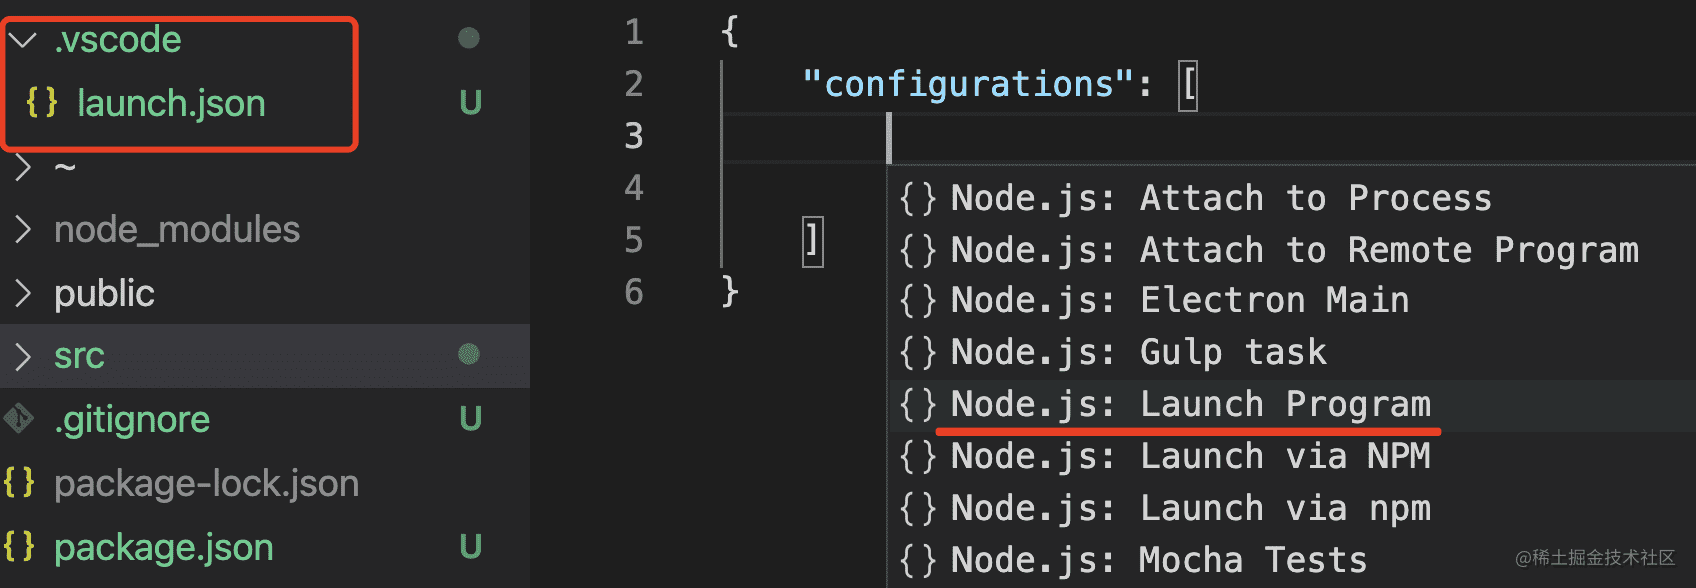 .vscode
{} launch.json U
~
node_modules
public
src
.gitignore U
{} package-lock.json
{} package.json U
1 {
2 "configurations": [
3
4
5 ]
6 }
{} Node.js: Attach to Process
{} Node.js: Attach to Remote Program
{} Node.js: Electron Main
{} Node.js: Gulp task
{} Node.js: Launch Program
{} Node.js: Launch via NPM
{} Node.js: Launch via npm
{} Node.js: Mocha Tests
@稀土掘金技术社区